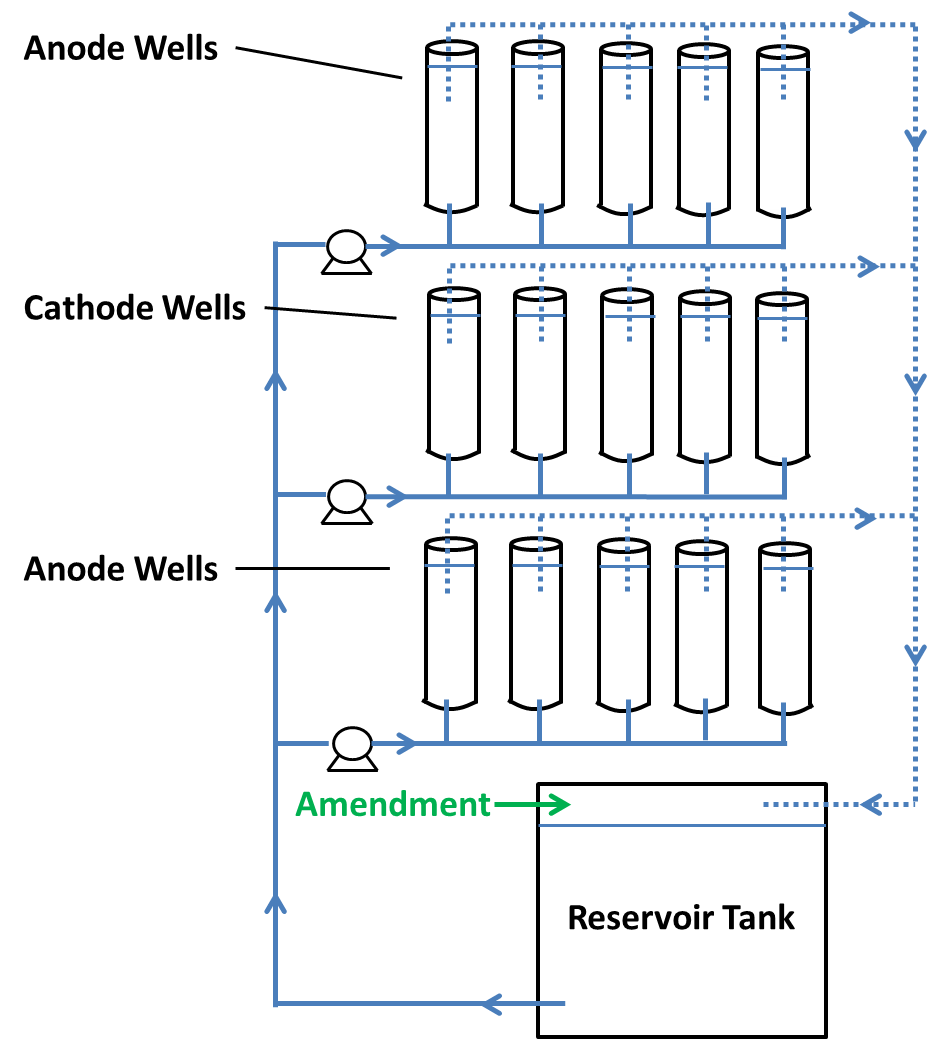 Anode Wells
Cathode Wells
Anode Wells
Amendment
Reservoir Tank